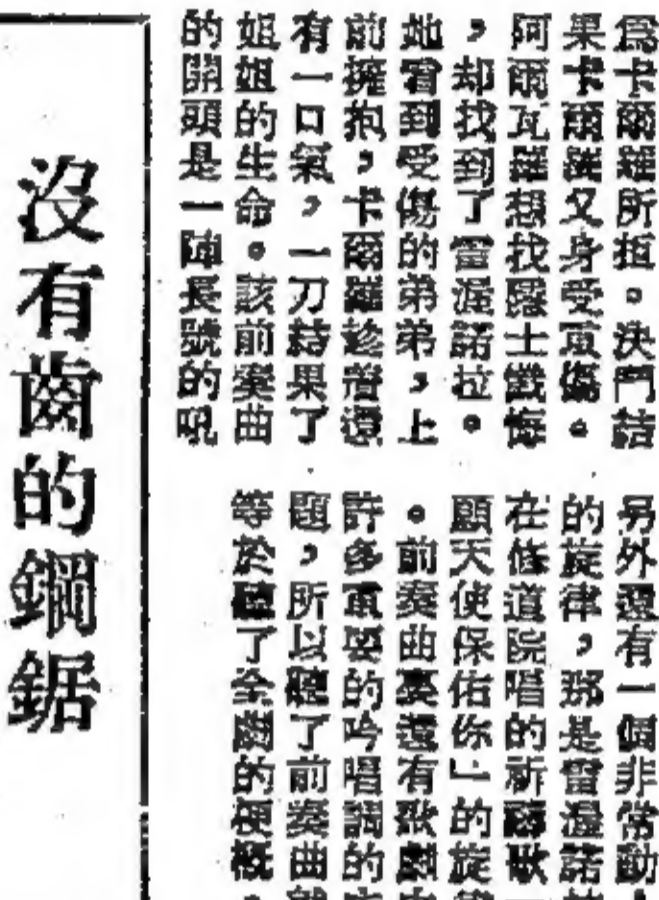 爲卡爾羅所拒。決鬥結
果卡爾羅又身受重傷。
阿爾瓦羅想找隱士懺悔
，却找到了雷渥諾拉。
她看到受傷的弟弟，上
前擁抱，卡爾羅趁着還
有一口氣，一刀結果了
姐姐的生命。該前奏曲
的開頭是一陣長號的吼
另外還有一個非常動
的旋律，那是雷渥諾
在修道院唱的祈禱歌
願天使保佑你」的旋
。前奏曲裏還有歌劇
許多重要的吟唱調的
題，所以聽了前奏曲就
等於聽了全劇的梗概。
沒有齒的鋼鋸